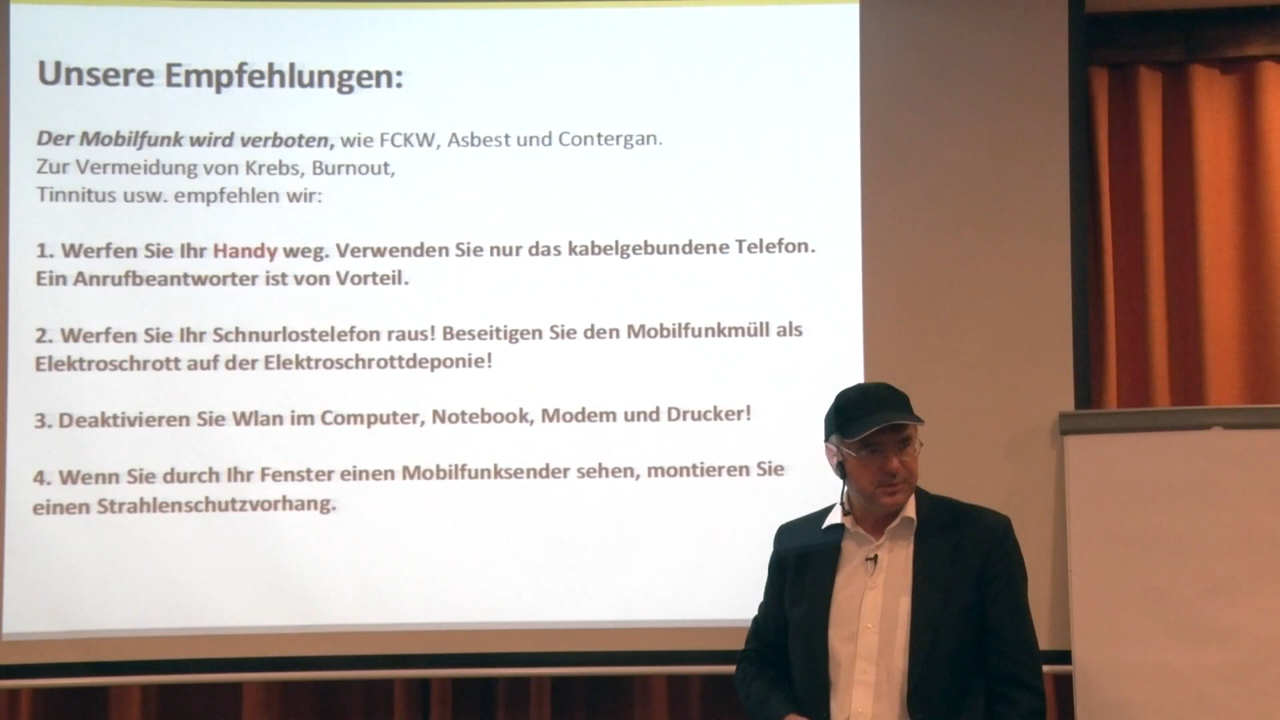 Unsere Empfehlungen:
Der Mobilfunk wird verboten, wie FCKW, Asbest und Contergan.
Zur Vermeidung von Krebs, Burnout,
Tinnitus usw. empfehlen wir:
1. Werfen Sie Ihr Handy weg. Verwenden Sie nur das kabelgebundene Telefon.
Ein Anrufbeantworter ist von Vorteil.
2. Werfen Sie Ihr Schnurlostelefon raus! Beseitigen Sie den Mobilfunkmüll als
Elektroschrott auf der Elektroschrottdeponie!
3. Deaktivieren Sie Wlan im Computer, Notebook, Modem und Drucker!
4. Wenn Sie durch Ihr Fenster einen Mobilfunksender sehen, montieren Sie
einen Strahlenschutzvorhang.